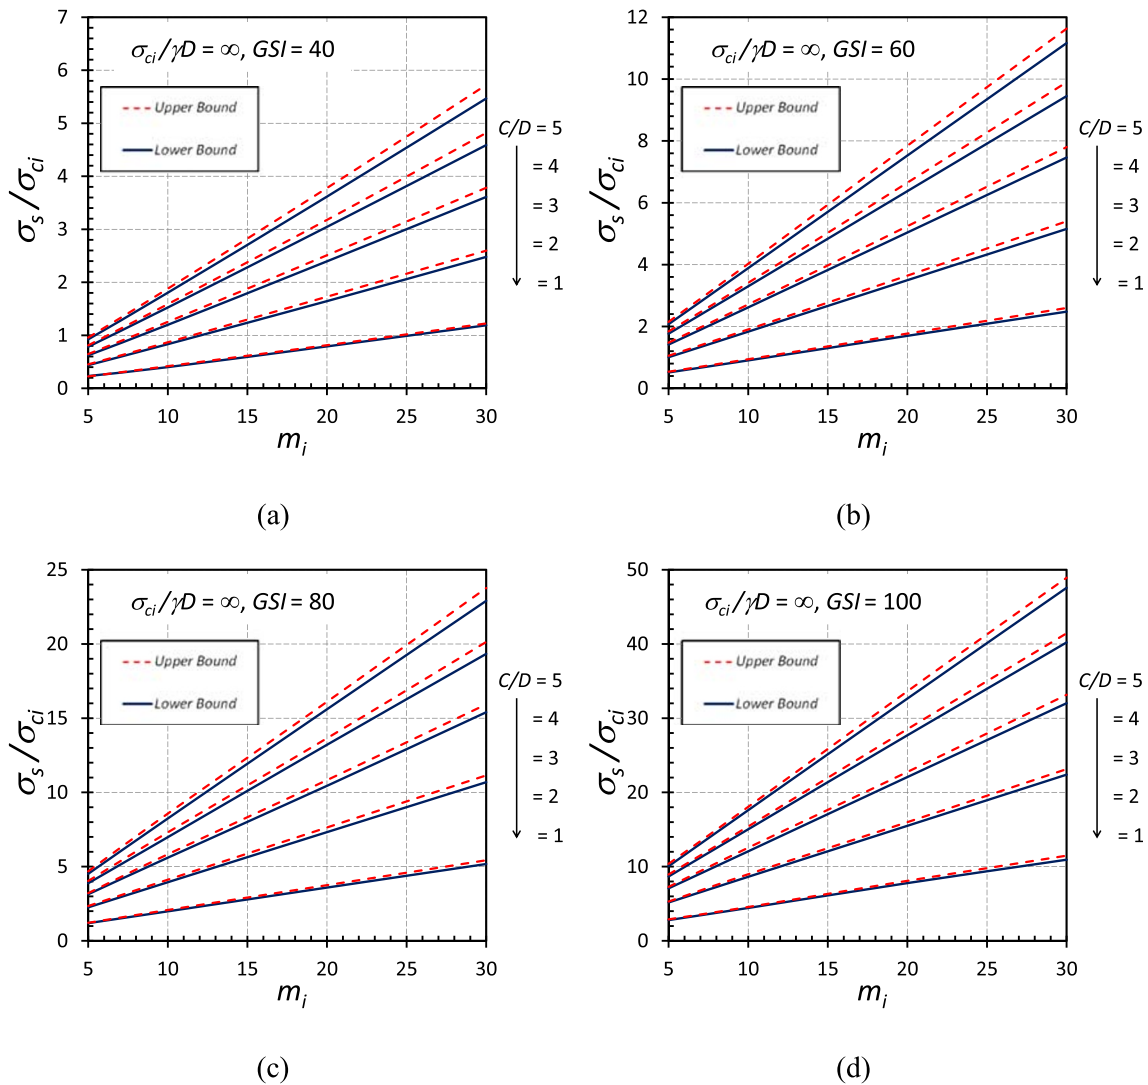 σci/γD = ∞, GSI = 40
Upper Bound
Lower Bound
C/D = 5
= 4
= 3
= 2
= 1
σs/σci
7
6
5
4
3
2
1
0
5 10 15 20 25 30
mi
(a)
σci/γD = ∞, GSI = 60
Upper Bound
Lower Bound
C/D = 5
= 4
= 3
= 2
= 1
σs/σci
12
10
8
6
4
2
0
5 10 15 20 25 30
mi
(b)
σci/γD = ∞, GSI = 80
Upper Bound
Lower Bound
C/D = 5
= 4
= 3
= 2
= 1
σs/σci
25
20
15
10
5
0
5 10 15 20 25 30
mi
(c)
σci/γD = ∞, GSI = 100
Upper Bound
Lower Bound
C/D = 5
= 4
= 3
= 2
= 1
σs/σci
50
40
30
20
10
0
5 10 15 20 25 30
mi
(d)